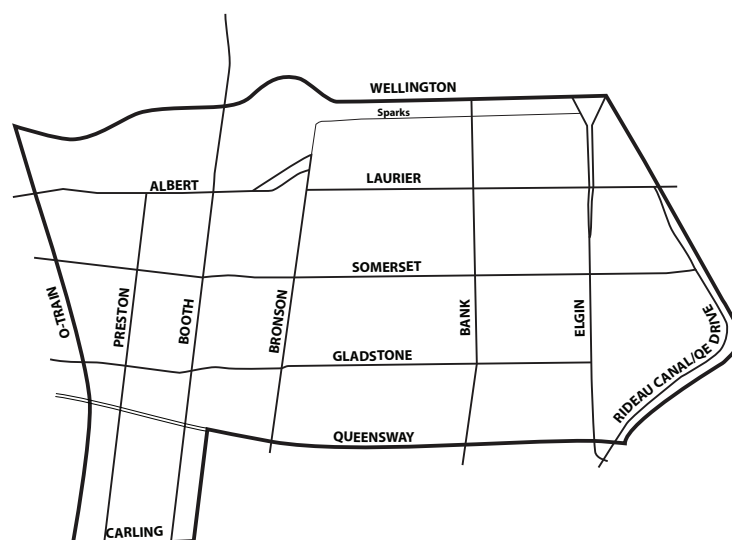 WELLINGTON
Sparks
ALBERT
LAURIER
SOMERSET
O-TRAIN
PRESTON
BOOTH
BRONSON
BANK
ELGIN
GLADSTONE
RIDEAU CANAL/QE DRIVE
QUEENSWAY
CARLING